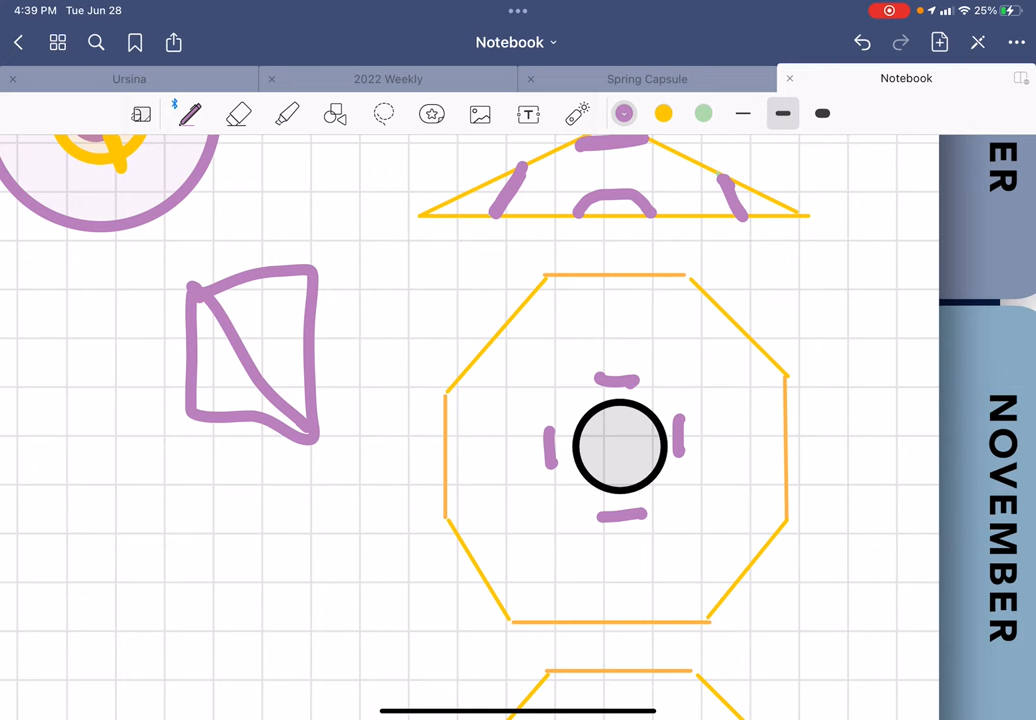 4:39 PM Tue Jun 28
25%
Notebook
Ursina
2022 Weekly
Spring Capsule
Notebook
T
ER
NOVEMBER